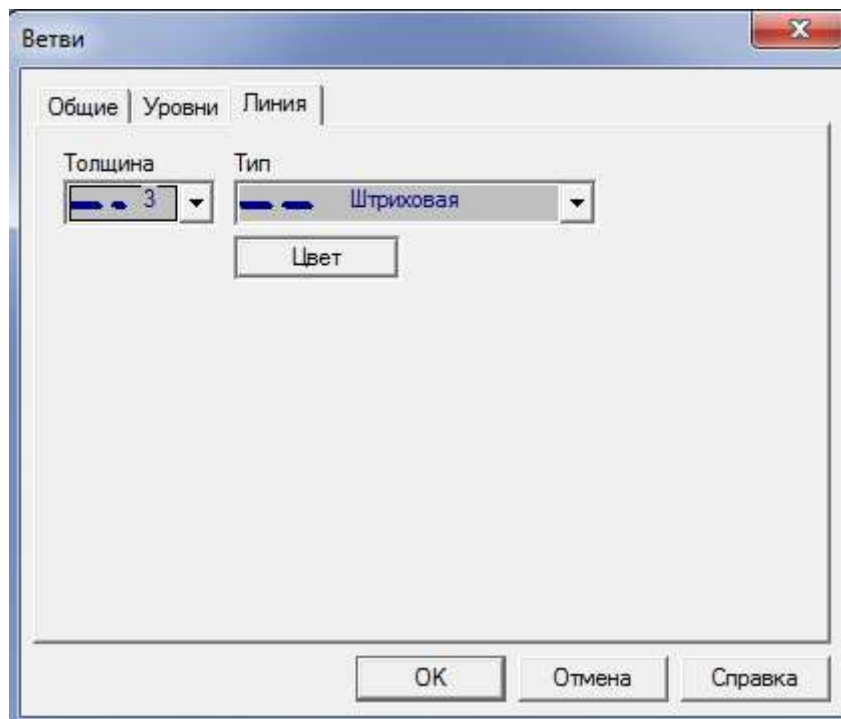 Ветви
Общие Уровни Линия
Толщина Тип
3 Штриховая
Цвет
OK Отмена Справка